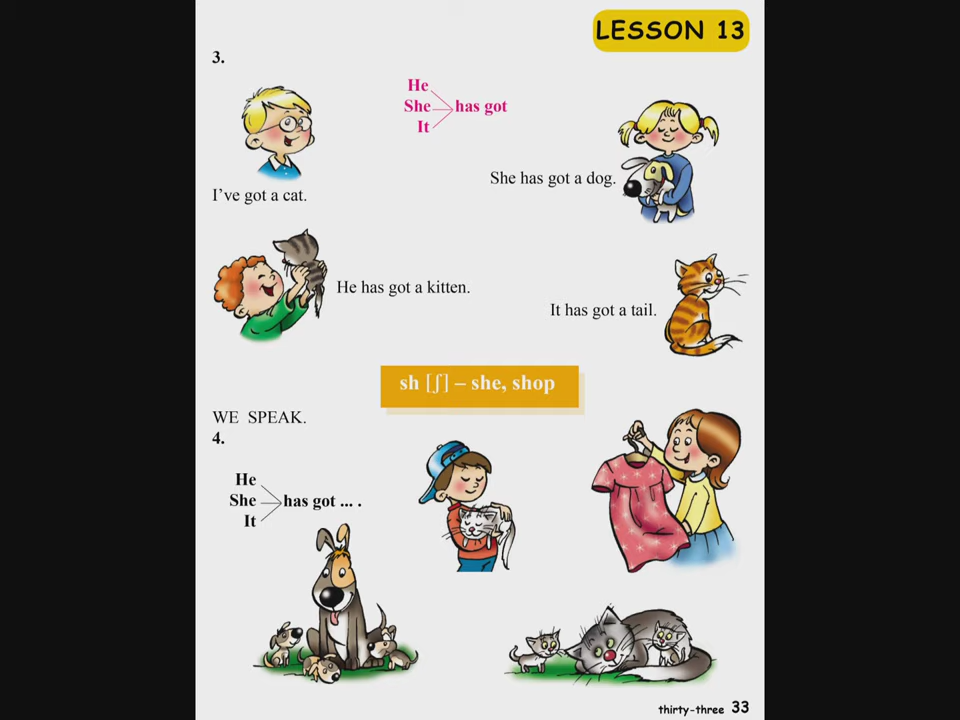 LESSON 13
3.
He
She has got
It
I've got a cat.
She has got a dog.
He has got a kitten.
It has got a tail.
sh [ʃ] – she, shop
WE SPEAK.
4.
He
She has got ... .
It
thirty-three 33